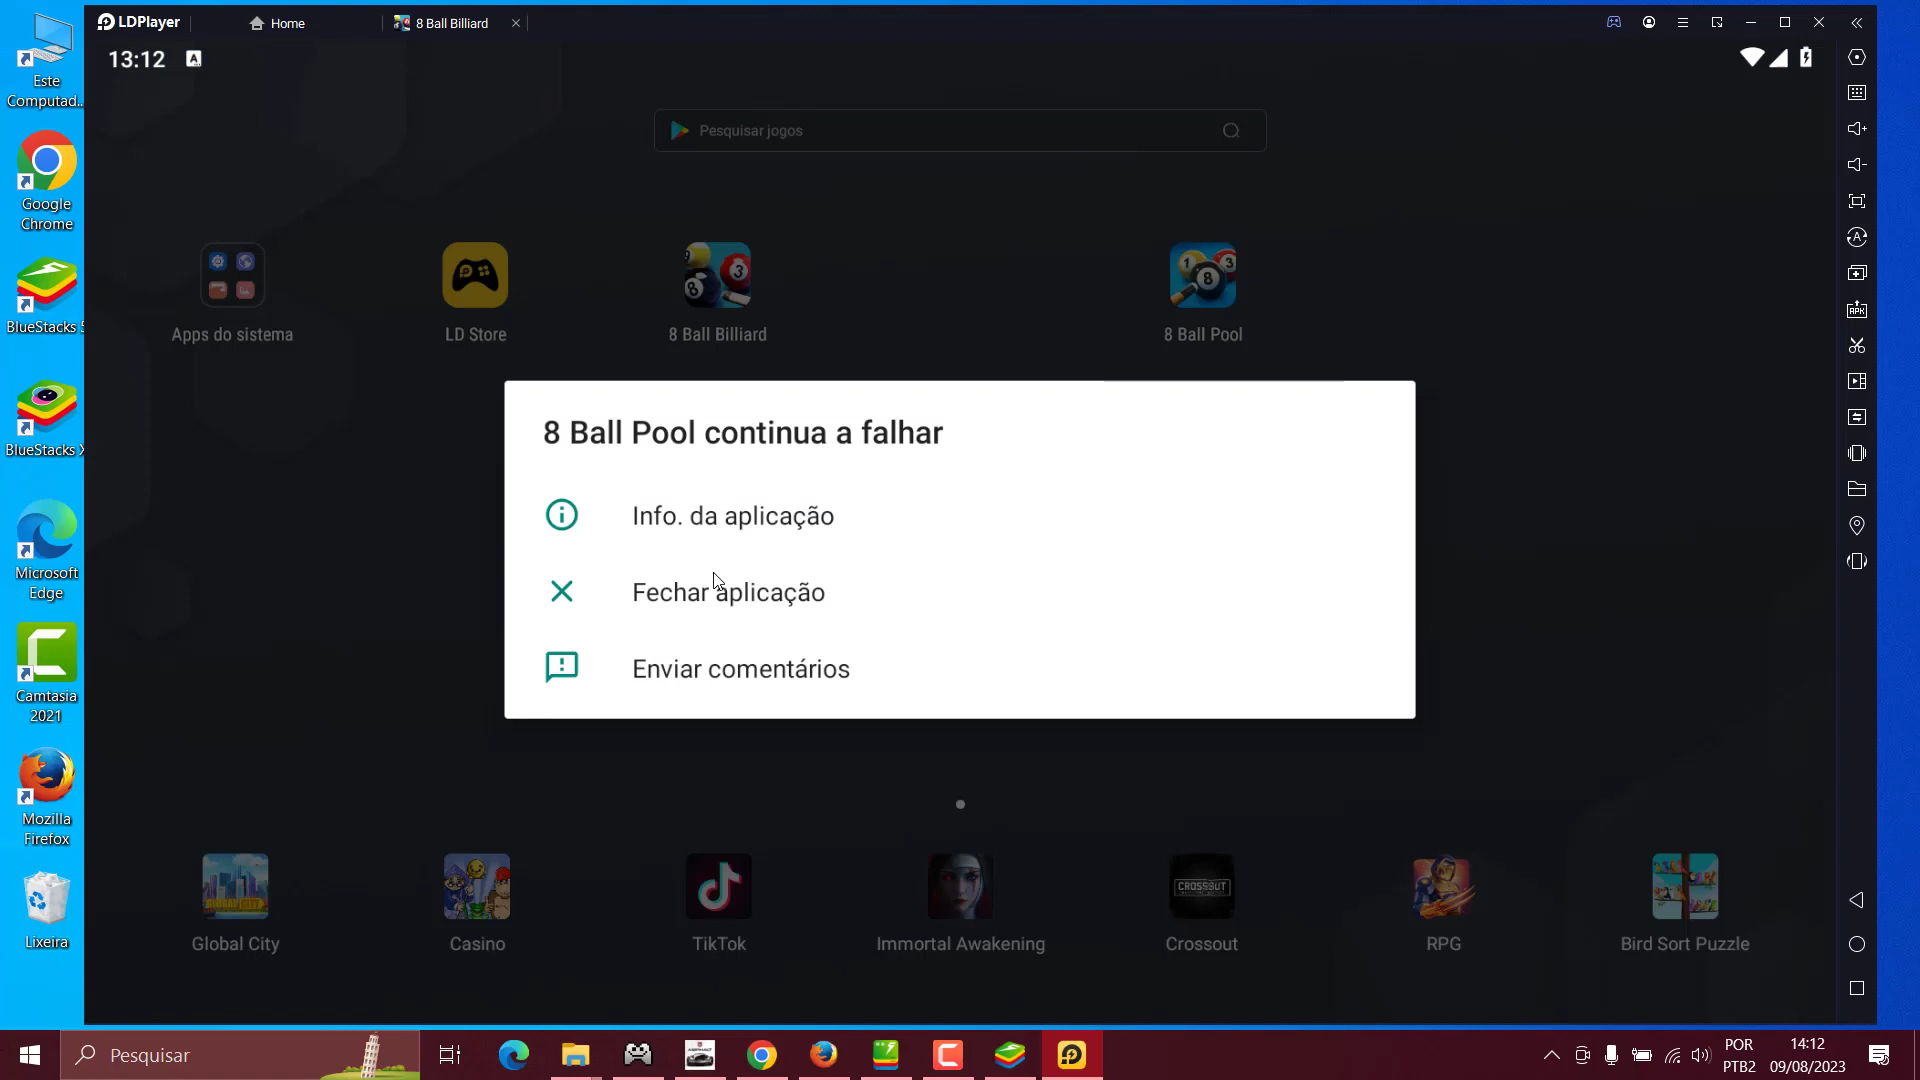 LDPlayer
Home
8 Ball Billiard
13:12
A
Pesquisar jogos
Apps do sistema
LD Store
8 Ball Billiard
8 Ball Pool
8 Ball Pool continua a falhar
Info. da aplicação
Fechar aplicação
Enviar comentários
Global City
Casino
TikTok
Immortal Awakening
CROSSOUT
Crossout
RPG
Bird Sort Puzzle
Este
Computad...
Google
Chrome
BlueStacks 5
BlueStacks X
Microsoft
Edge
Camtasia
2021
Mozilla
Firefox
Lixeira
Pesquisar
POR
PTB2
14:12
09/08/2023